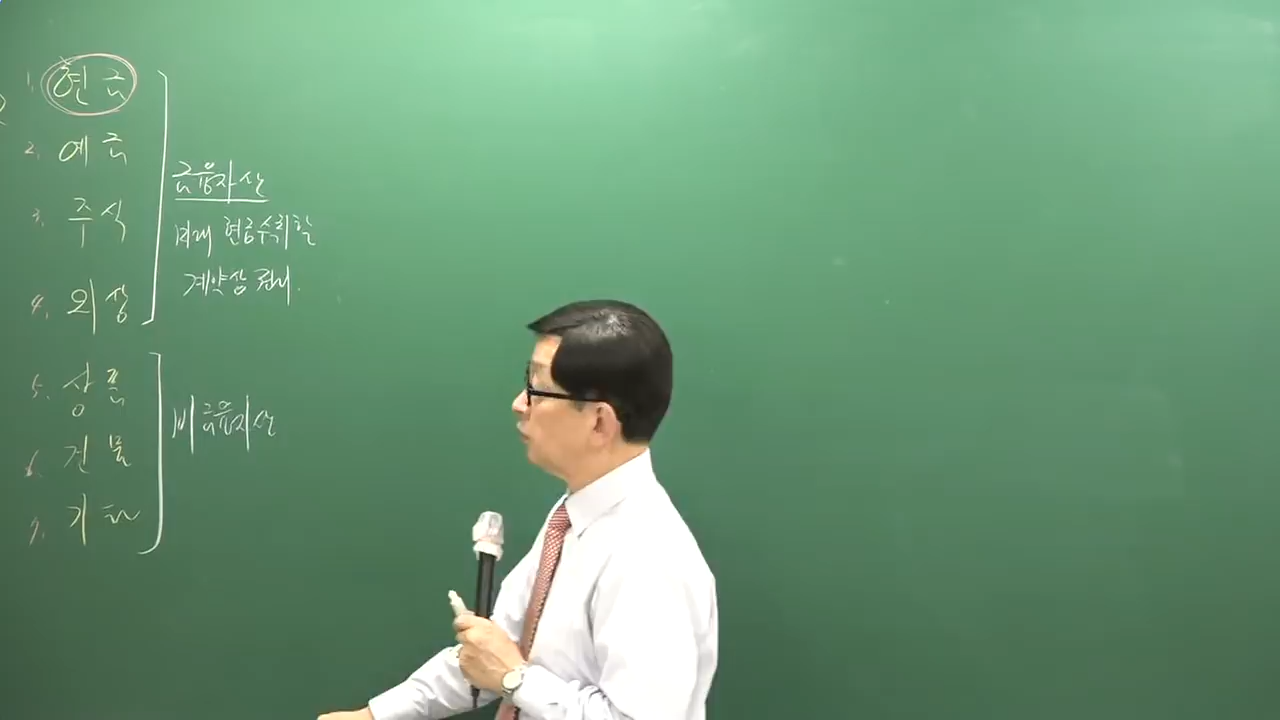 1. 현금
2. 예금
3. 주식
4. 외상
금융자산
미래 현금수취할
계약상 권리.
5. 상품
6. 건물
7. 기타
비금융자산